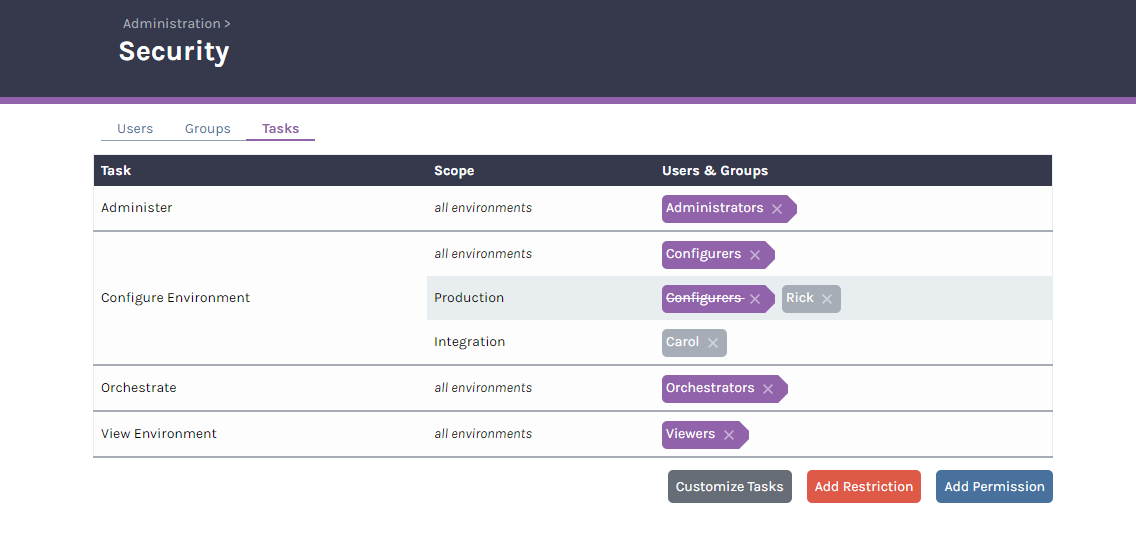 Administration >
Security
Users Groups Tasks
Task Scope Users & Groups
Administer all environments Administrators ×
all environments Configurers ×
Configure Environment Production Configurers × Rick ×
Integration Carol ×
Orchestrate all environments Orchestrators ×
View Environment all environments Viewers ×
Customize Tasks Add Restriction Add Permission